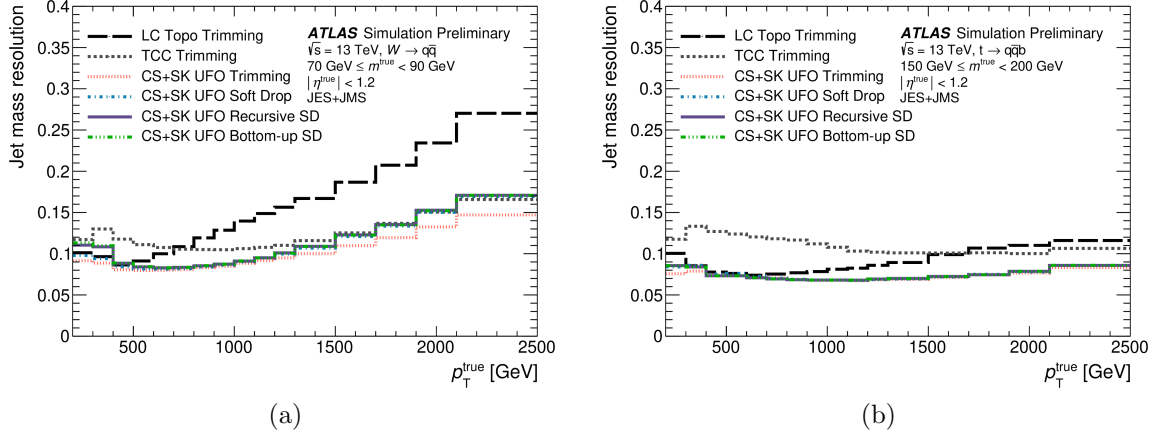 Jet mass resolution
0.4
0.35
0.3
0.25
0.2
0.15
0.1
0.05
0
LC Topo Trimming
TCC Trimming
CS+SK UFO Trimming
CS+SK UFO Soft Drop
CS+SK UFO Recursive SD
CS+SK UFO Bottom-up SD
ATLAS Simulation Preliminary
√s = 13 TeV, W → qq̄
70 GeV ≤ m^true < 90 GeV
|η^true| < 1.2
JES+JMS
500 1000 1500 2000 2500
p_T^true [GeV]
(a)
Jet mass resolution
0.4
0.35
0.3
0.25
0.2
0.15
0.1
0.05
0
LC Topo Trimming
TCC Trimming
CS+SK UFO Trimming
CS+SK UFO Soft Drop
CS+SK UFO Recursive SD
CS+SK UFO Bottom-up SD
ATLAS Simulation Preliminary
√s = 13 TeV, t → qq̄b
150 GeV ≤ m^true < 200 GeV
|η^true| < 1.2
JES+JMS
500 1000 1500 2000 2500
p_T^true [GeV]
(b)